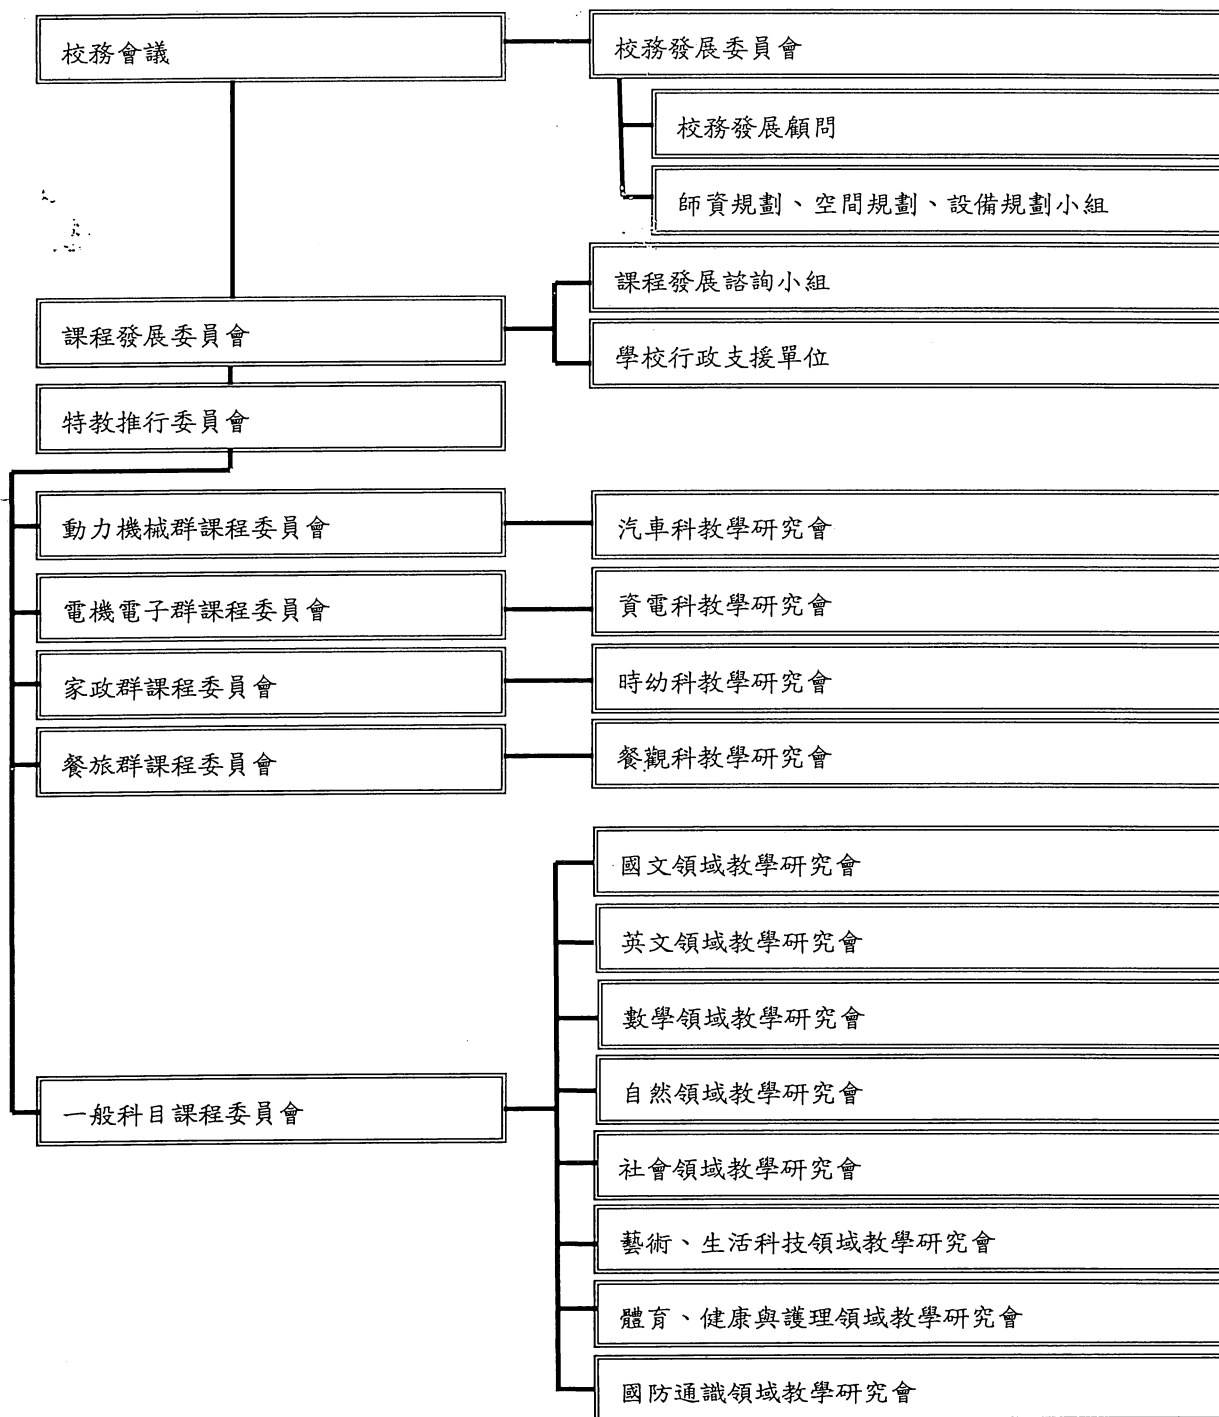 校務會議
校務發展委員會
校務發展顧問
師資規劃、空間規劃、設備規劃小組
課程發展諮詢小組
課程發展委員會
學校行政支援單位
特教推行委員會
動力機械群課程委員會
汽車科教學研究會
電機電子群課程委員會
資電科教學研究會
家政群課程委員會
時幼科教學研究會
餐旅群課程委員會
餐觀科教學研究會
國文領域教學研究會
英文領域教學研究會
數學領域教學研究會
自然領域教學研究會
一般科目課程委員會
社會領域教學研究會
藝術、生活科技領域教學研究會
體育、健康與護理領域教學研究會
國防通識領域教學研究會